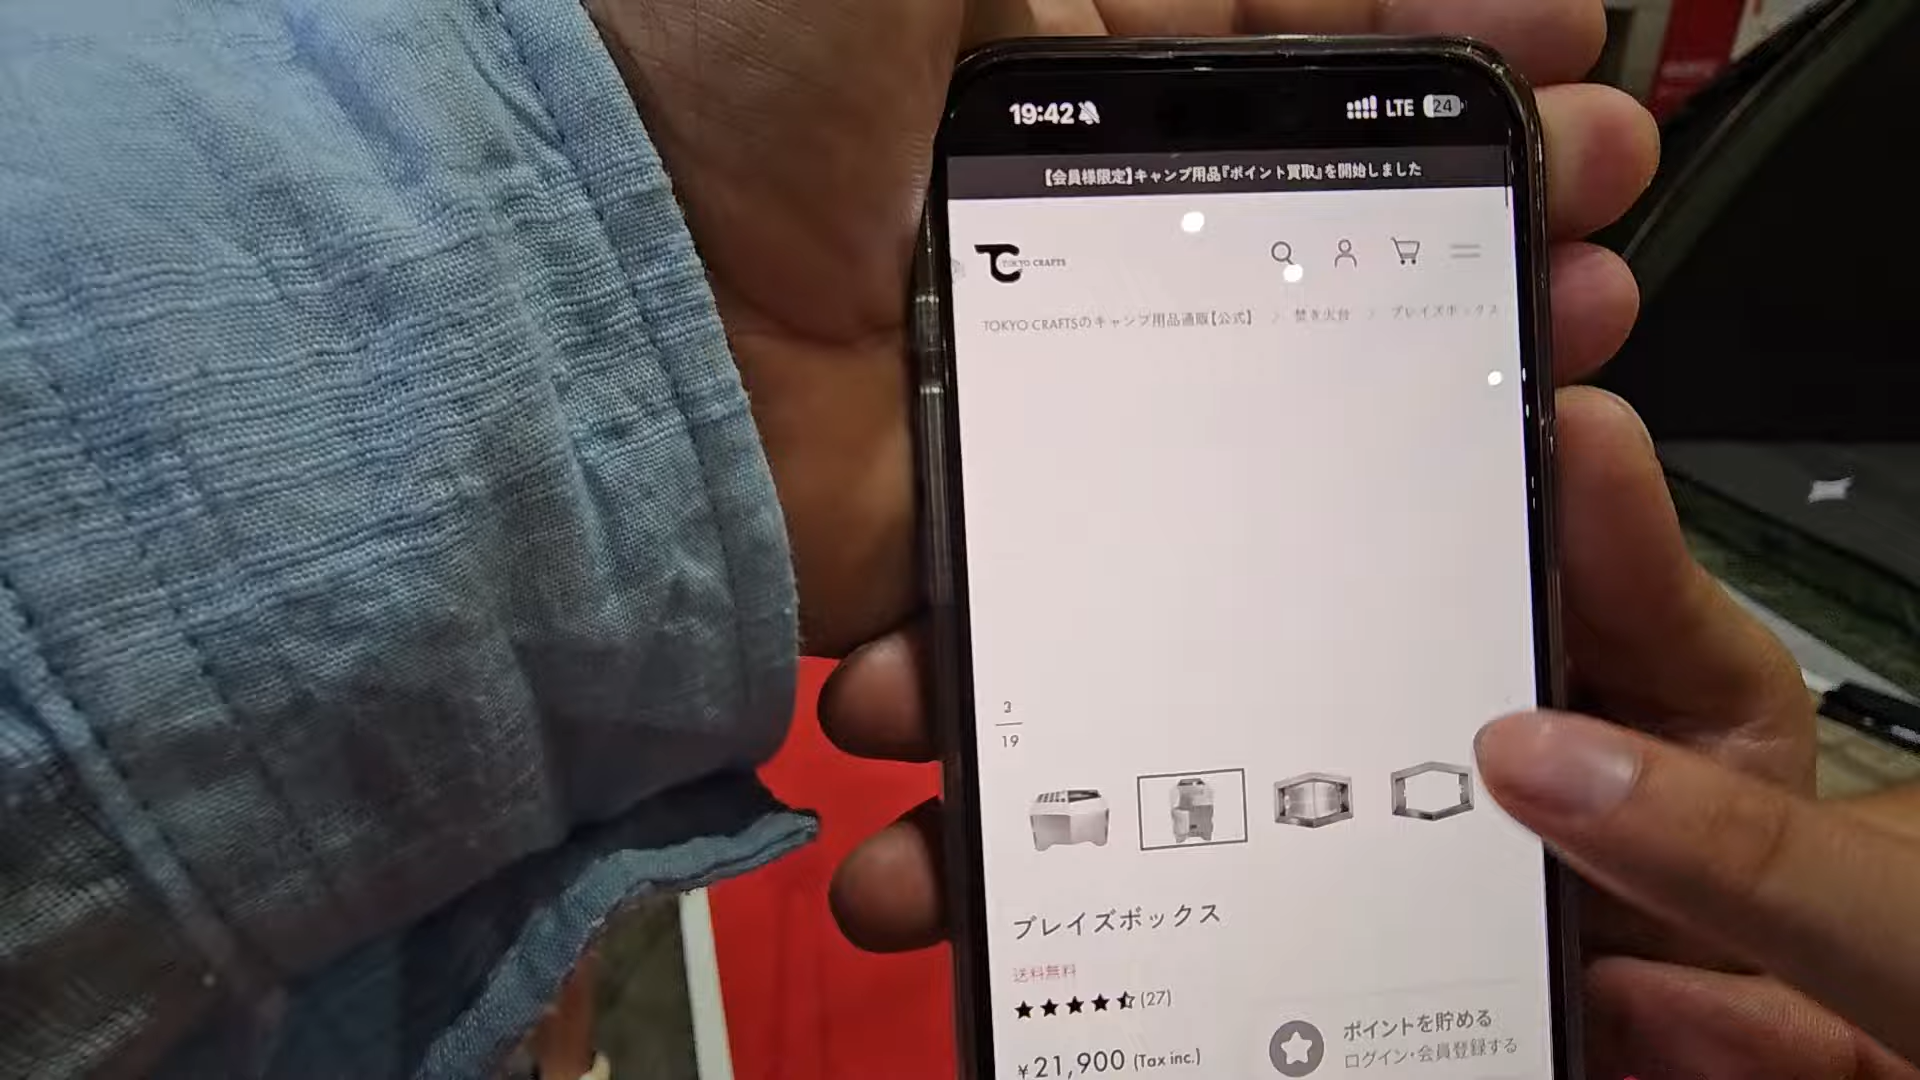 19:42
LTE 24
【会員様限定】キャンプ用品『ポイント買取』を開始しました
TC TOKYO CRAFTS
TOKYO CRAFTSのキャンプ用品通販【公式】 > 焚き火台 > ブレイズボックス
3
19
ブレイズボックス
送料無料
(27)
¥21,900 (Tax inc.)
ポイントを貯める
ログイン・会員登録する